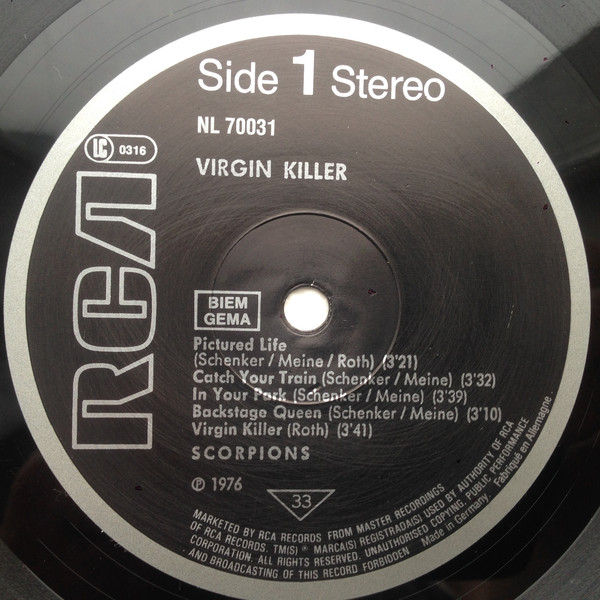 Side 1 Stereo
NL 70031
LC 0316
VIRGIN KILLER
RCA
BIEM
GEMA
Pictured Life
(Schenker / Meine / Roth) (3'21)
Catch Your Train (Schenker / Meine) (3'32)
In Your Park (Schenker / Meine) (3'39)
Backstage Queen (Schenker / Meine) (3'10)
Virgin Killer (Roth) (3'41)
SCORPIONS
℗ 1976
33
MARKETED BY RCA RECORDS FROM MASTER RECORDINGS
OF RCA RECORDS. TM(S) ® MARCA(S) REGISTRADA(S) USED BY AUTHORITY OF RCA
CORPORATION. ALL RIGHTS RESERVED. UNAUTHORISED COPYING PUBLIC PERFORMANCE
AND BROADCASTING OF THIS RECORD FORBIDDEN Made in Germany. Fabriqué en Allemagne.